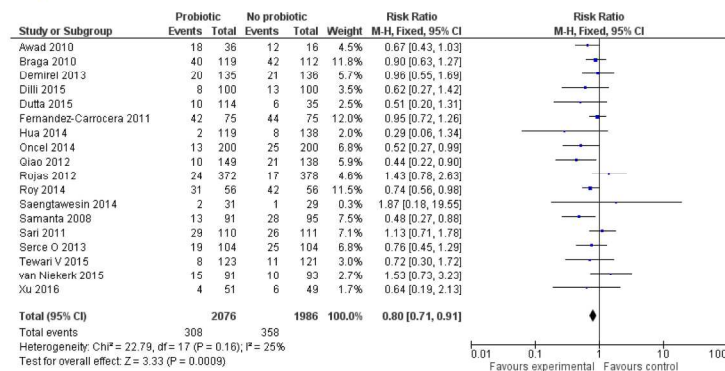 Probiotic No probiotic Risk Ratio Risk Ratio
Study or Subgroup Events Total Events Total Weight M-H, Fixed, 95% CI M-H, Fixed, 95% CI
Awad 2010 18 36 12 16 4.5% 0.67 [0.43, 1.03]
Braga 2010 40 119 42 112 11.8% 0.90 [0.63, 1.27]
Demirel 2013 20 135 21 136 5.7% 0.96 [0.55, 1.69]
Dilli 2015 8 100 13 100 3.5% 0.62 [0.27, 1.42]
Dutta 2015 10 114 6 35 2.5% 0.51 [0.20, 1.31]
Fernandez-Carrocera 2011 42 75 44 75 12.0% 0.95 [0.72, 1.26]
Hua 2014 2 119 8 138 2.0% 0.29 [0.06, 1.34]
Oncel 2014 13 200 25 200 6.8% 0.52 [0.27, 0.99]
Qiao 2012 10 149 21 138 5.9% 0.44 [0.22, 0.90]
Rojas 2012 24 372 17 378 4.6% 1.43 [0.78, 2.63]
Roy 2014 31 56 42 56 11.4% 0.74 [0.56, 0.98]
Saengtawesin 2014 2 31 1 29 0.3% 1.87 [0.18, 19.55]
Samanta 2008 13 91 28 95 7.5% 0.48 [0.27, 0.88]
Sari 2011 29 110 26 111 7.0% 1.13 [0.71, 1.78]
Serce O 2013 19 104 25 104 6.8% 0.76 [0.45, 1.29]
Tewari V 2015 8 123 11 121 3.0% 0.72 [0.30, 1.72]
van Niekerk 2015 15 91 10 93 2.7% 1.53 [0.73, 3.23]
Xu 2016 4 51 6 49 1.7% 0.64 [0.19, 2.13]
Total (95% CI) 2076 1986 100.0% 0.80 [0.71, 0.91]
Total events 308 358
Heterogeneity: Chi² = 22.79, df = 17 (P = 0.16); I² = 25%
Test for overall effect: Z = 3.33 (P = 0.0009)
0.01 0.1 1 10 100
Favours experimental Favours control